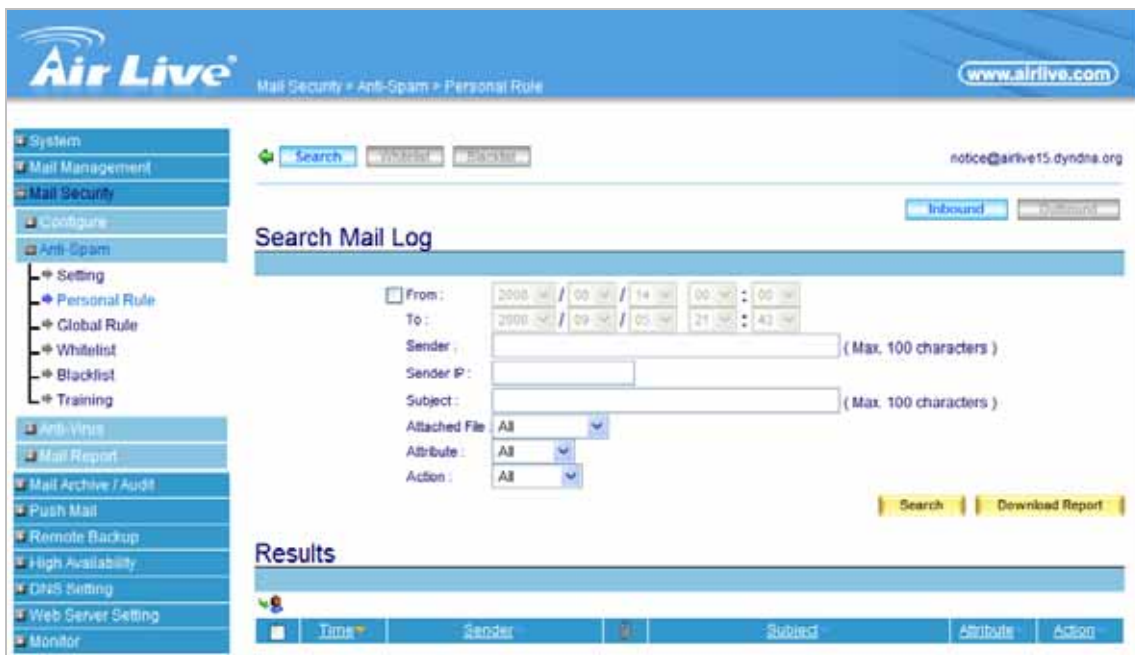 Air Live
Mail Security > Anti-Spam > Personal Rule
www.airlive.com
System
Mail Management
Mail Security
Configure
Anti-Spam
Setting
Personal Rule
Global Rule
Whitelist
Blacklist
Training
Anti-Virus
Mail Report
Mail Archive / Audit
Push Mail
Remote Backup
High Availability
DNS Setting
Web Server Setting
Monitor
Search Whitelist Blacklist
notice@airlive15.dyndna.org
Inbound Outbound
Search Mail Log
From : 2008 / 08 / 14 00 : 00
To : 2008 / 09 / 05 21 : 43
Sender : ( Max. 100 characters )
Sender IP :
Subject : ( Max. 100 characters )
Attached File All
Attribute : All
Action : All
Search Download Report
Results
Time Sender Subject Attribute Action